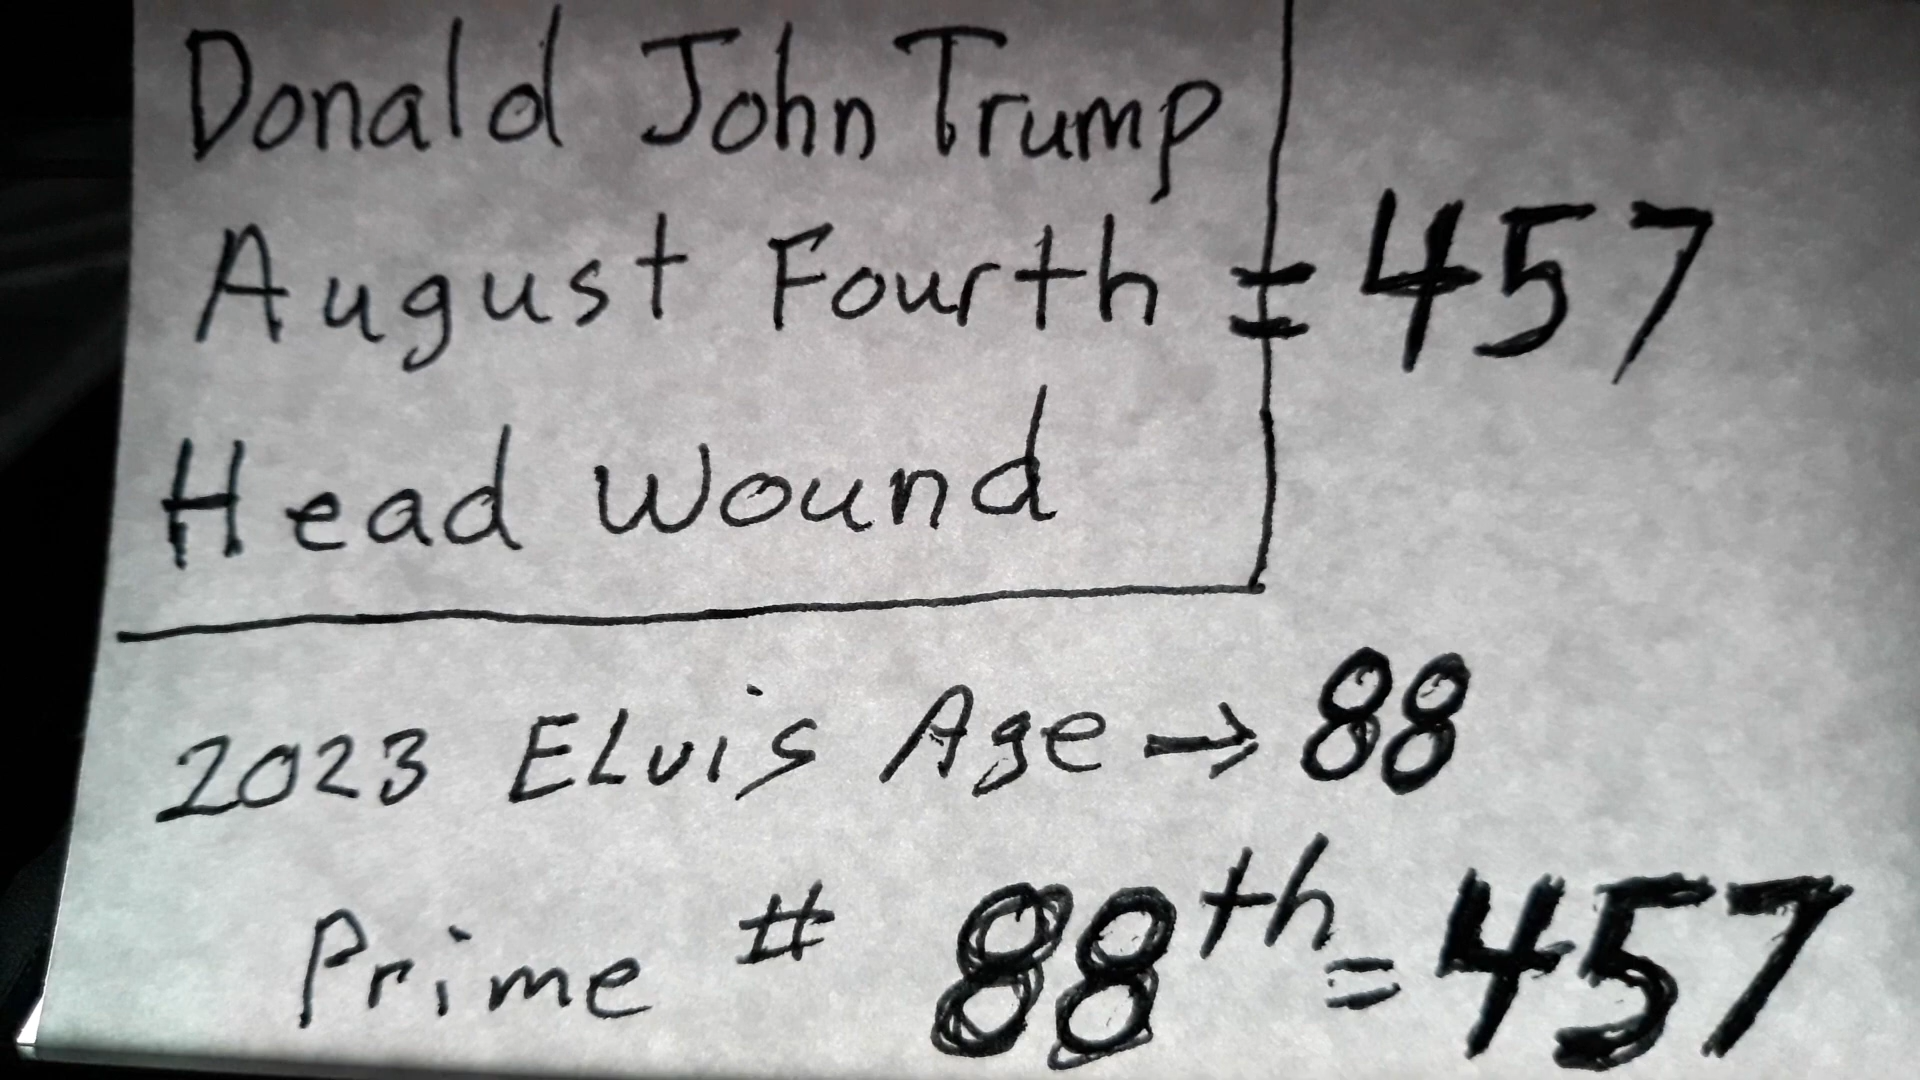 Donald John Trump
August Fourth = 457
Head Wound
2023 ELvis Age → 88
Prime # 88th = 457